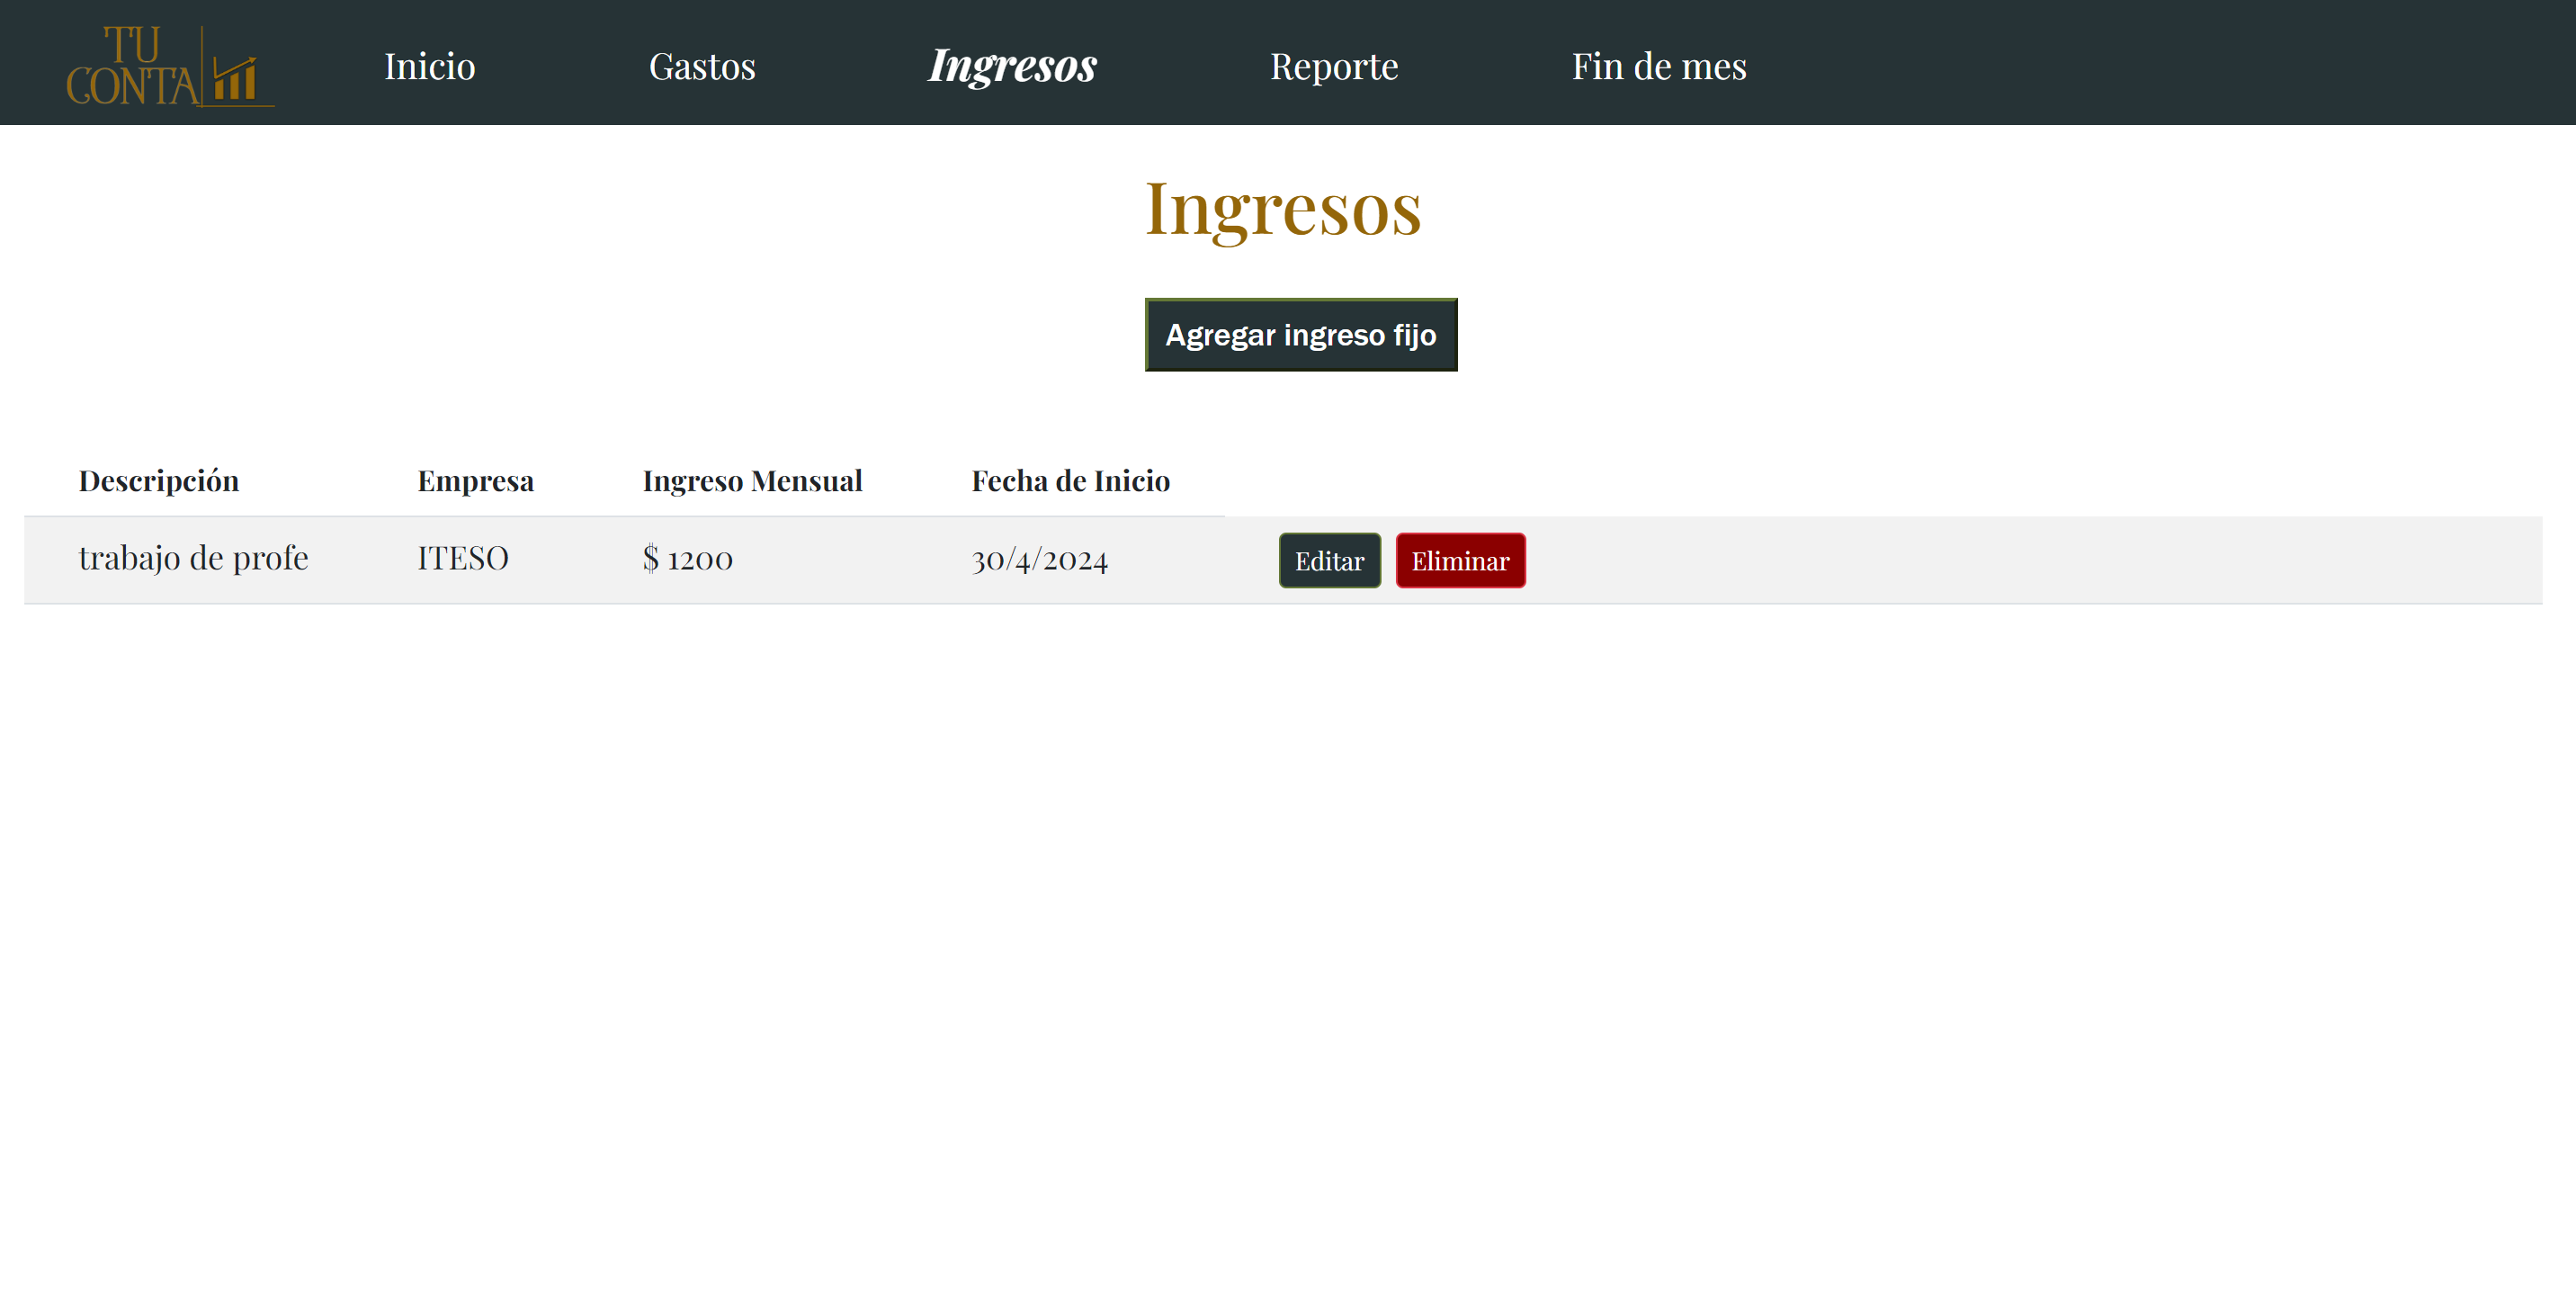 TU
CONTA
Inicio Gastos Ingresos Reporte Fin de mes
Ingresos
Agregar ingreso fijo
Descripción Empresa Ingreso Mensual Fecha de Inicio
trabajo de profe ITESO $ 1200 30/4/2024 Editar Eliminar